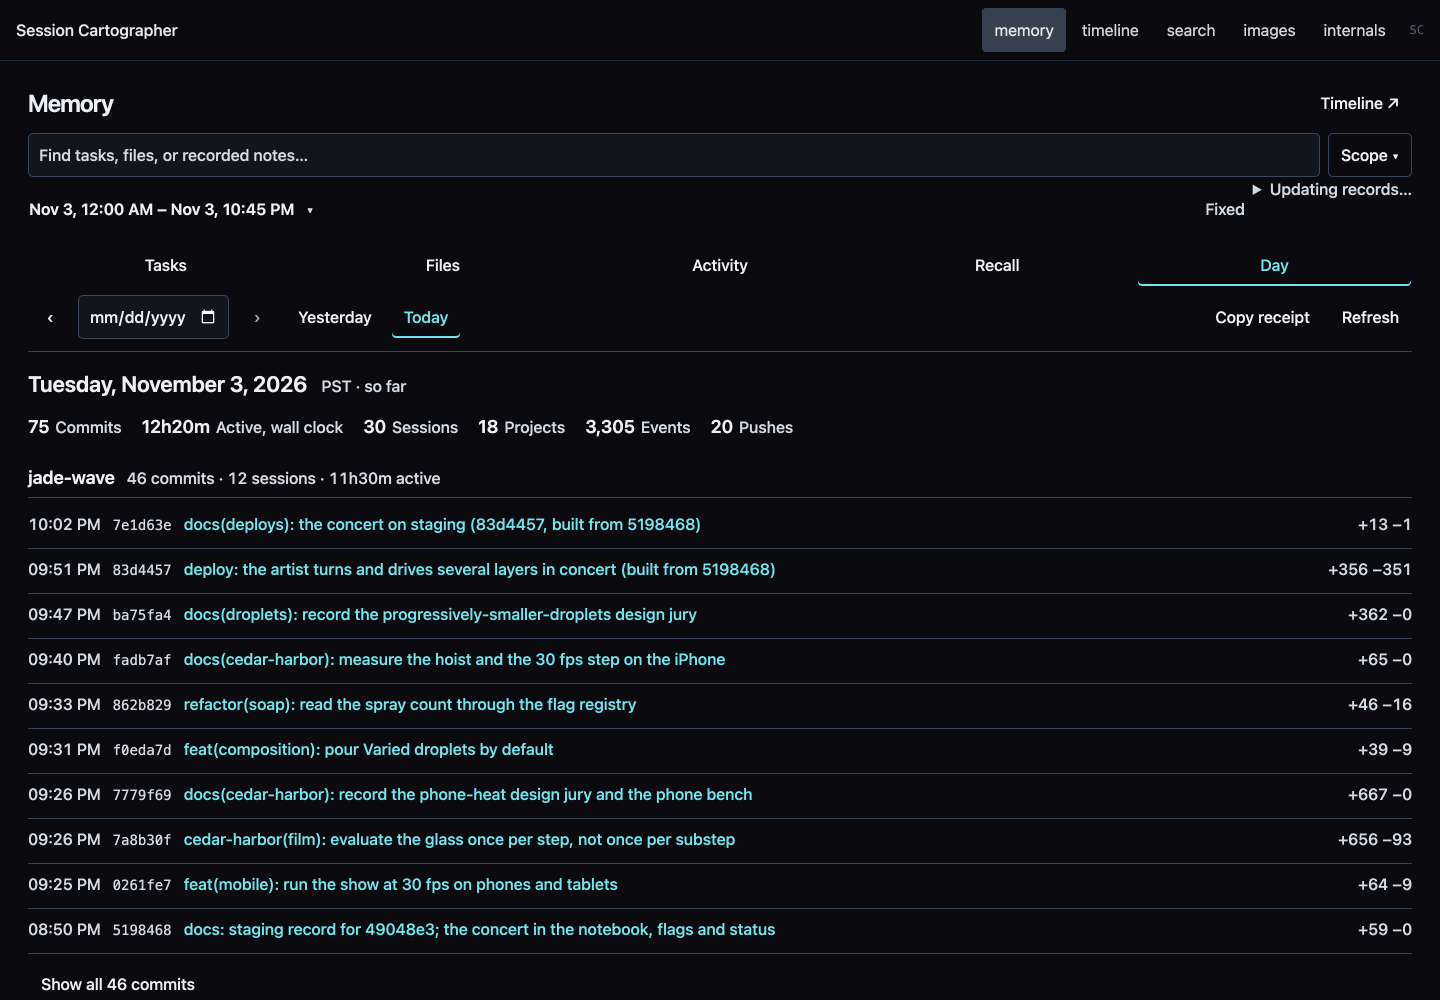 Session Cartographer
memory timeline search images internals SC
Memory
Timeline ↗
Find tasks, files, or recorded notes...
Scope ▾
▶ Updating records...
Nov 3, 12:00 AM – Nov 3, 10:45 PM ▾
Fixed
Tasks Files Activity Recall Day
‹ mm/dd/yyyy › Yesterday Today Copy receipt Refresh
Tuesday, November 3, 2026 PST · so far
75 Commits 12h20m Active, wall clock 30 Sessions 18 Projects 3,305 Events 20 Pushes
jade-wave 46 commits · 12 sessions · 11h30m active
10:02 PM 7e1d63e docs(deploys): the concert on staging (83d4457, built from 5198468) +13 −1
09:51 PM 83d4457 deploy: the artist turns and drives several layers in concert (built from 5198468) +356 −351
09:47 PM ba75fa4 docs(droplets): record the progressively-smaller-droplets design jury +362 −0
09:40 PM fadb7af docs(cedar-harbor): measure the hoist and the 30 fps step on the iPhone +65 −0
09:33 PM 862b829 refactor(soap): read the spray count through the flag registry +46 −16
09:31 PM f0eda7d feat(composition): pour Varied droplets by default +39 −9
09:26 PM 7779f69 docs(cedar-harbor): record the phone-heat design jury and the phone bench +667 −0
09:26 PM 7a8b30f cedar-harbor(film): evaluate the glass once per step, not once per substep +656 −93
09:25 PM 0261fe7 feat(mobile): run the show at 30 fps on phones and tablets +64 −9
08:50 PM 5198468 docs: staging record for 49048e3; the concert in the notebook, flags and status +59 −0
Show all 46 commits